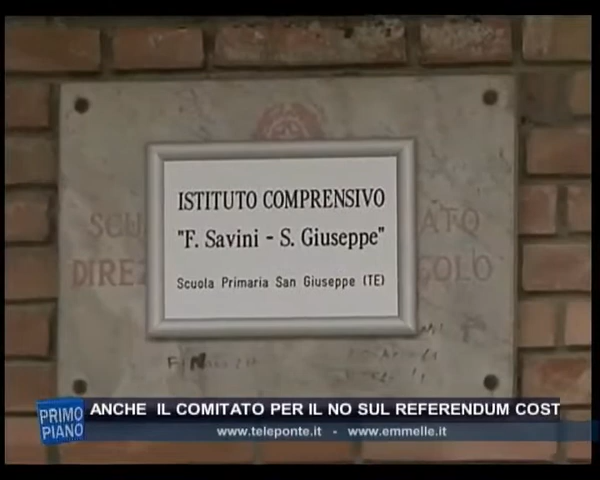 ISTITUTO COMPRENSIVO
"F. Savini - S. Giuseppe"
Scuola Primaria San Giuseppe (TE)
PRIMO
PIANO
ANCHE IL COMITATO PER IL NO SUL REFERENDUM COST
www.teleponte.it - www.emmelle.it